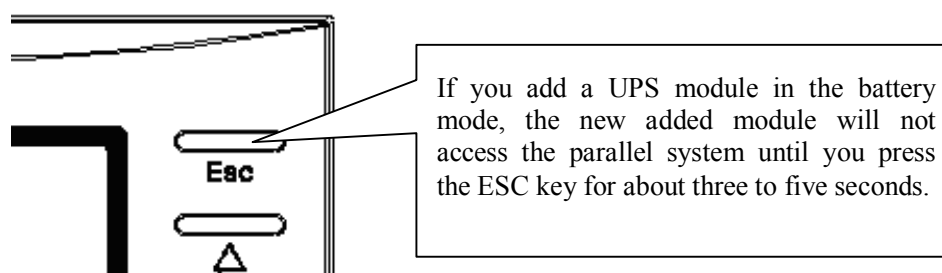 If you add a UPS module in the battery
mode, the new added module will not
access the parallel system until you press
the ESC key for about three to five seconds.
Esc